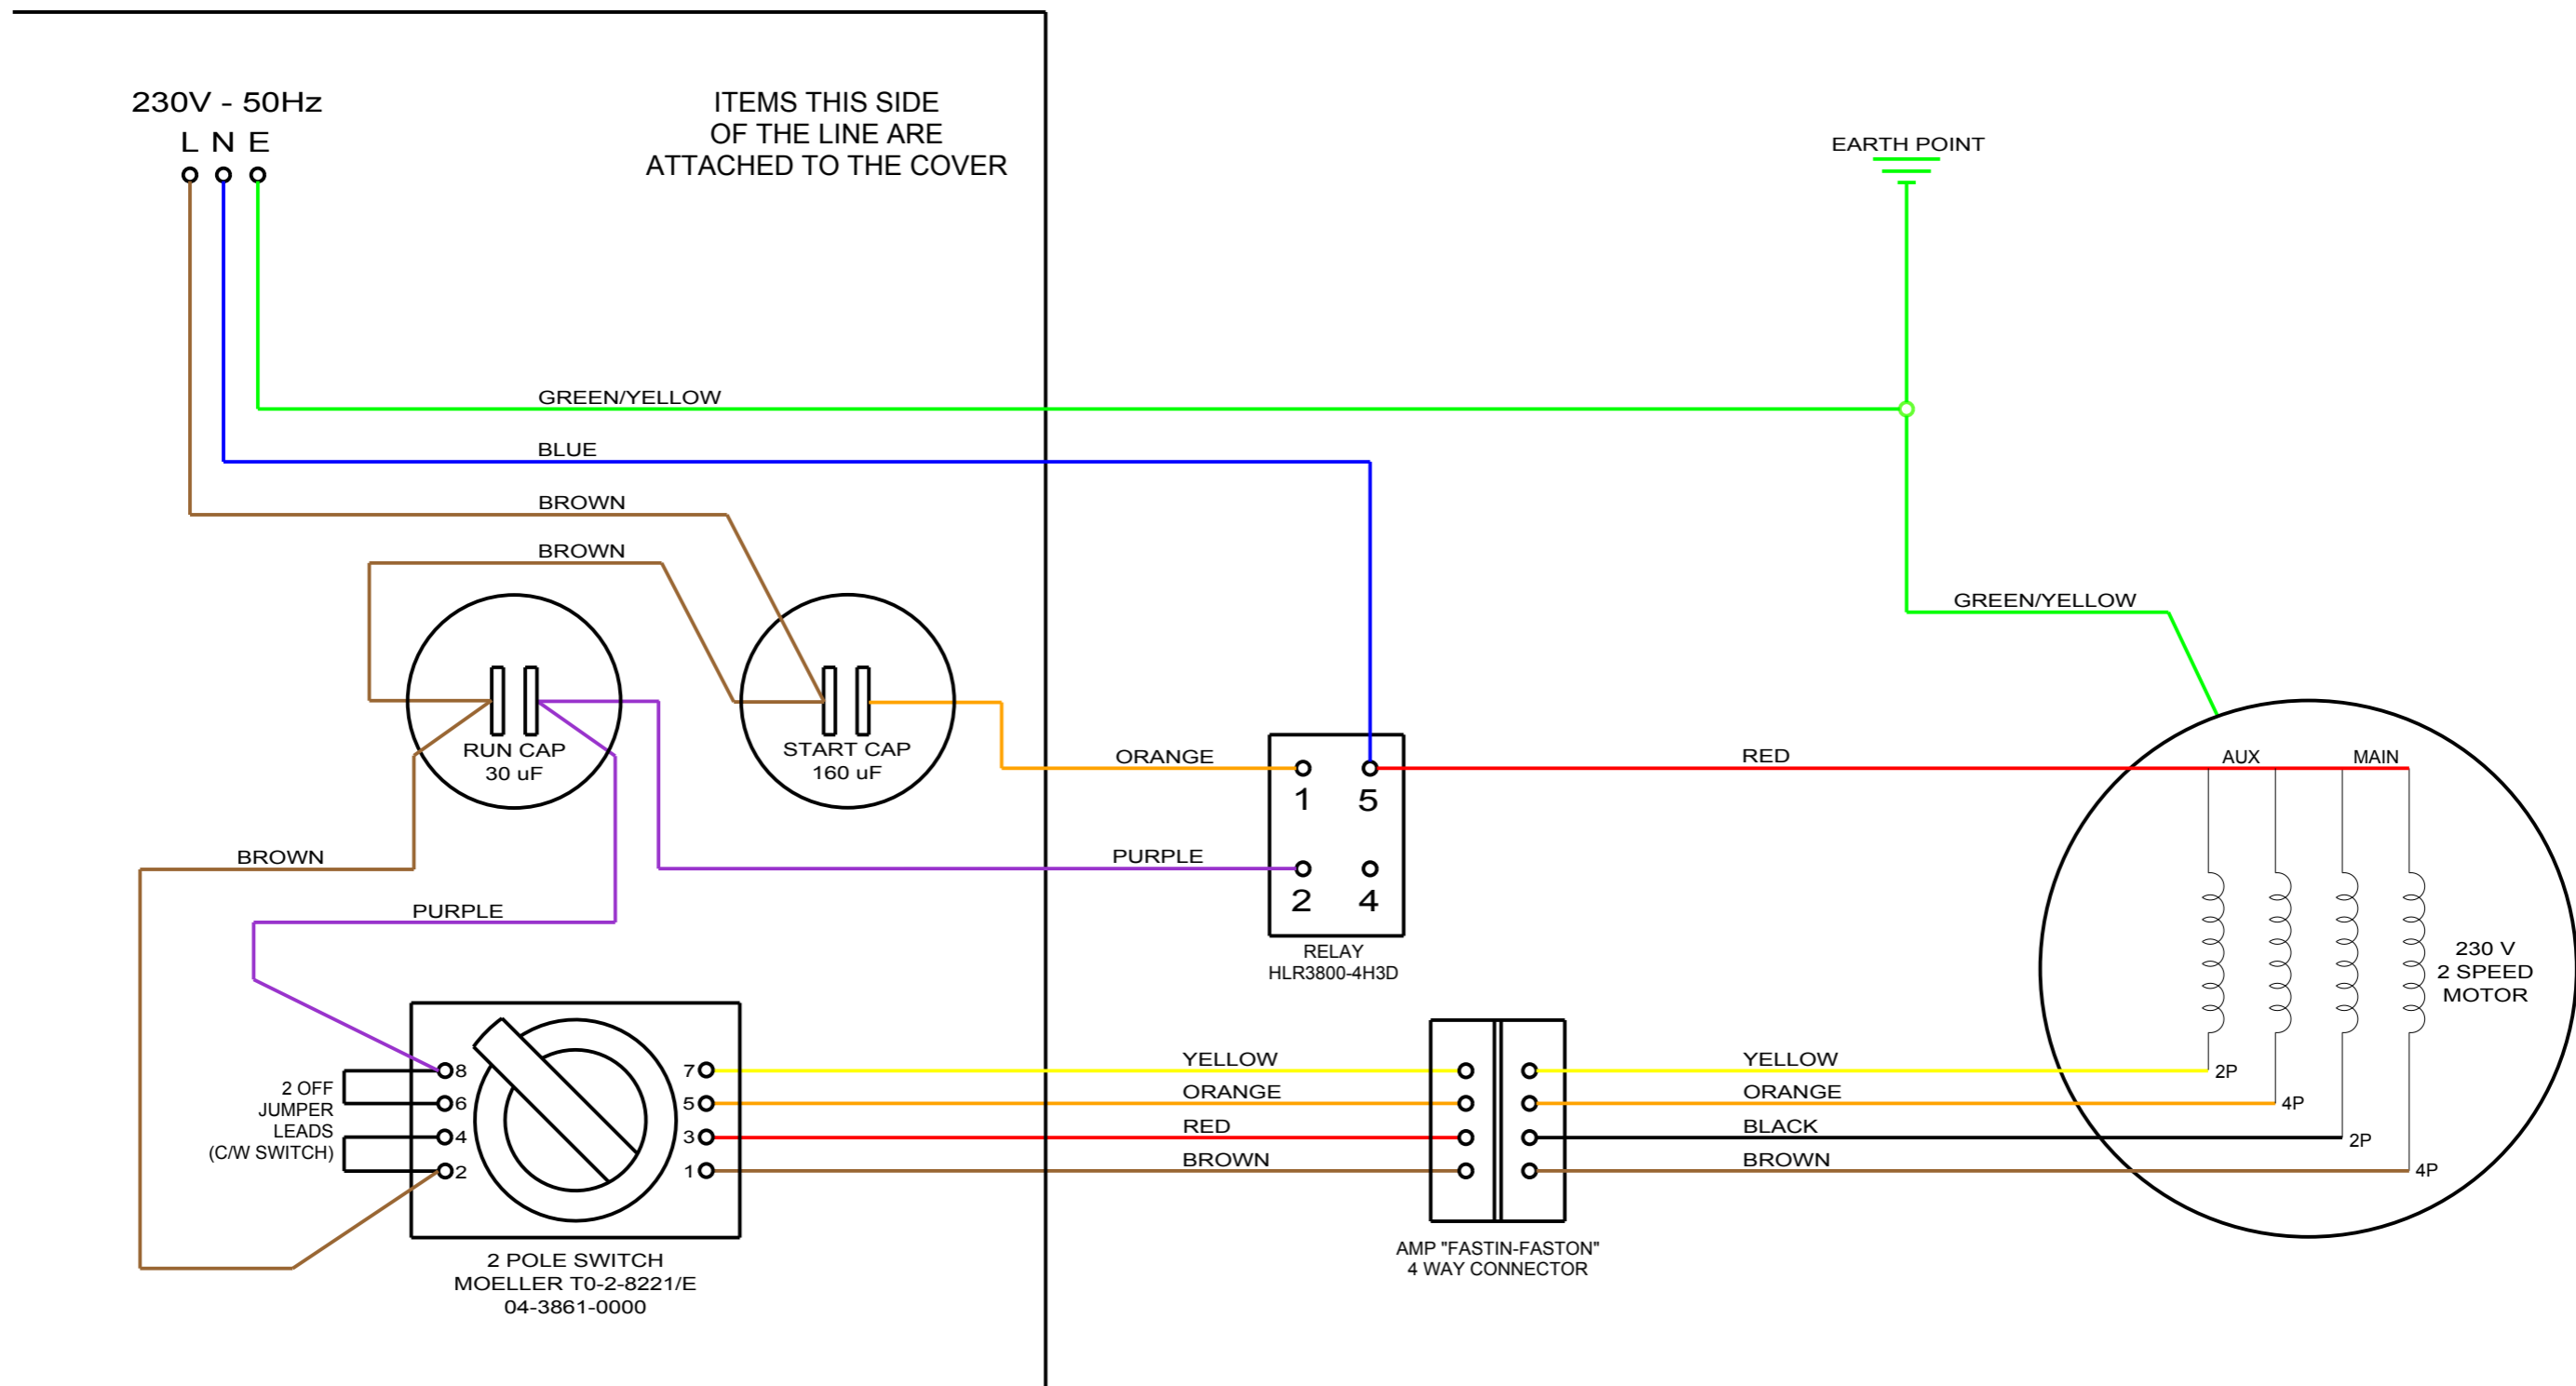 230V - 50Hz
L N E
ITEMS THIS SIDE
OF THE LINE ARE
ATTACHED TO THE COVER
EARTH POINT
GREEN/YELLOW
BLUE
BROWN
BROWN
GREEN/YELLOW
RUN CAP
30 uF
START CAP
160 uF
ORANGE
1 5
RED
AUX MAIN
BROWN
PURPLE
2 4
PURPLE
RELAY
HLR3800-4H3D
230 V
2 SPEED
MOTOR
2 OFF
JUMPER
LEADS
(C/W SWITCH)
8 7 YELLOW YELLOW 2P
6 5 ORANGE ORANGE 4P
4 3 RED BLACK 2P
2 1 BROWN BROWN 4P
2 POLE SWITCH
MOELLER T0-2-8221/E
04-3861-0000
AMP "FASTIN-FASTON"
4 WAY CONNECTOR